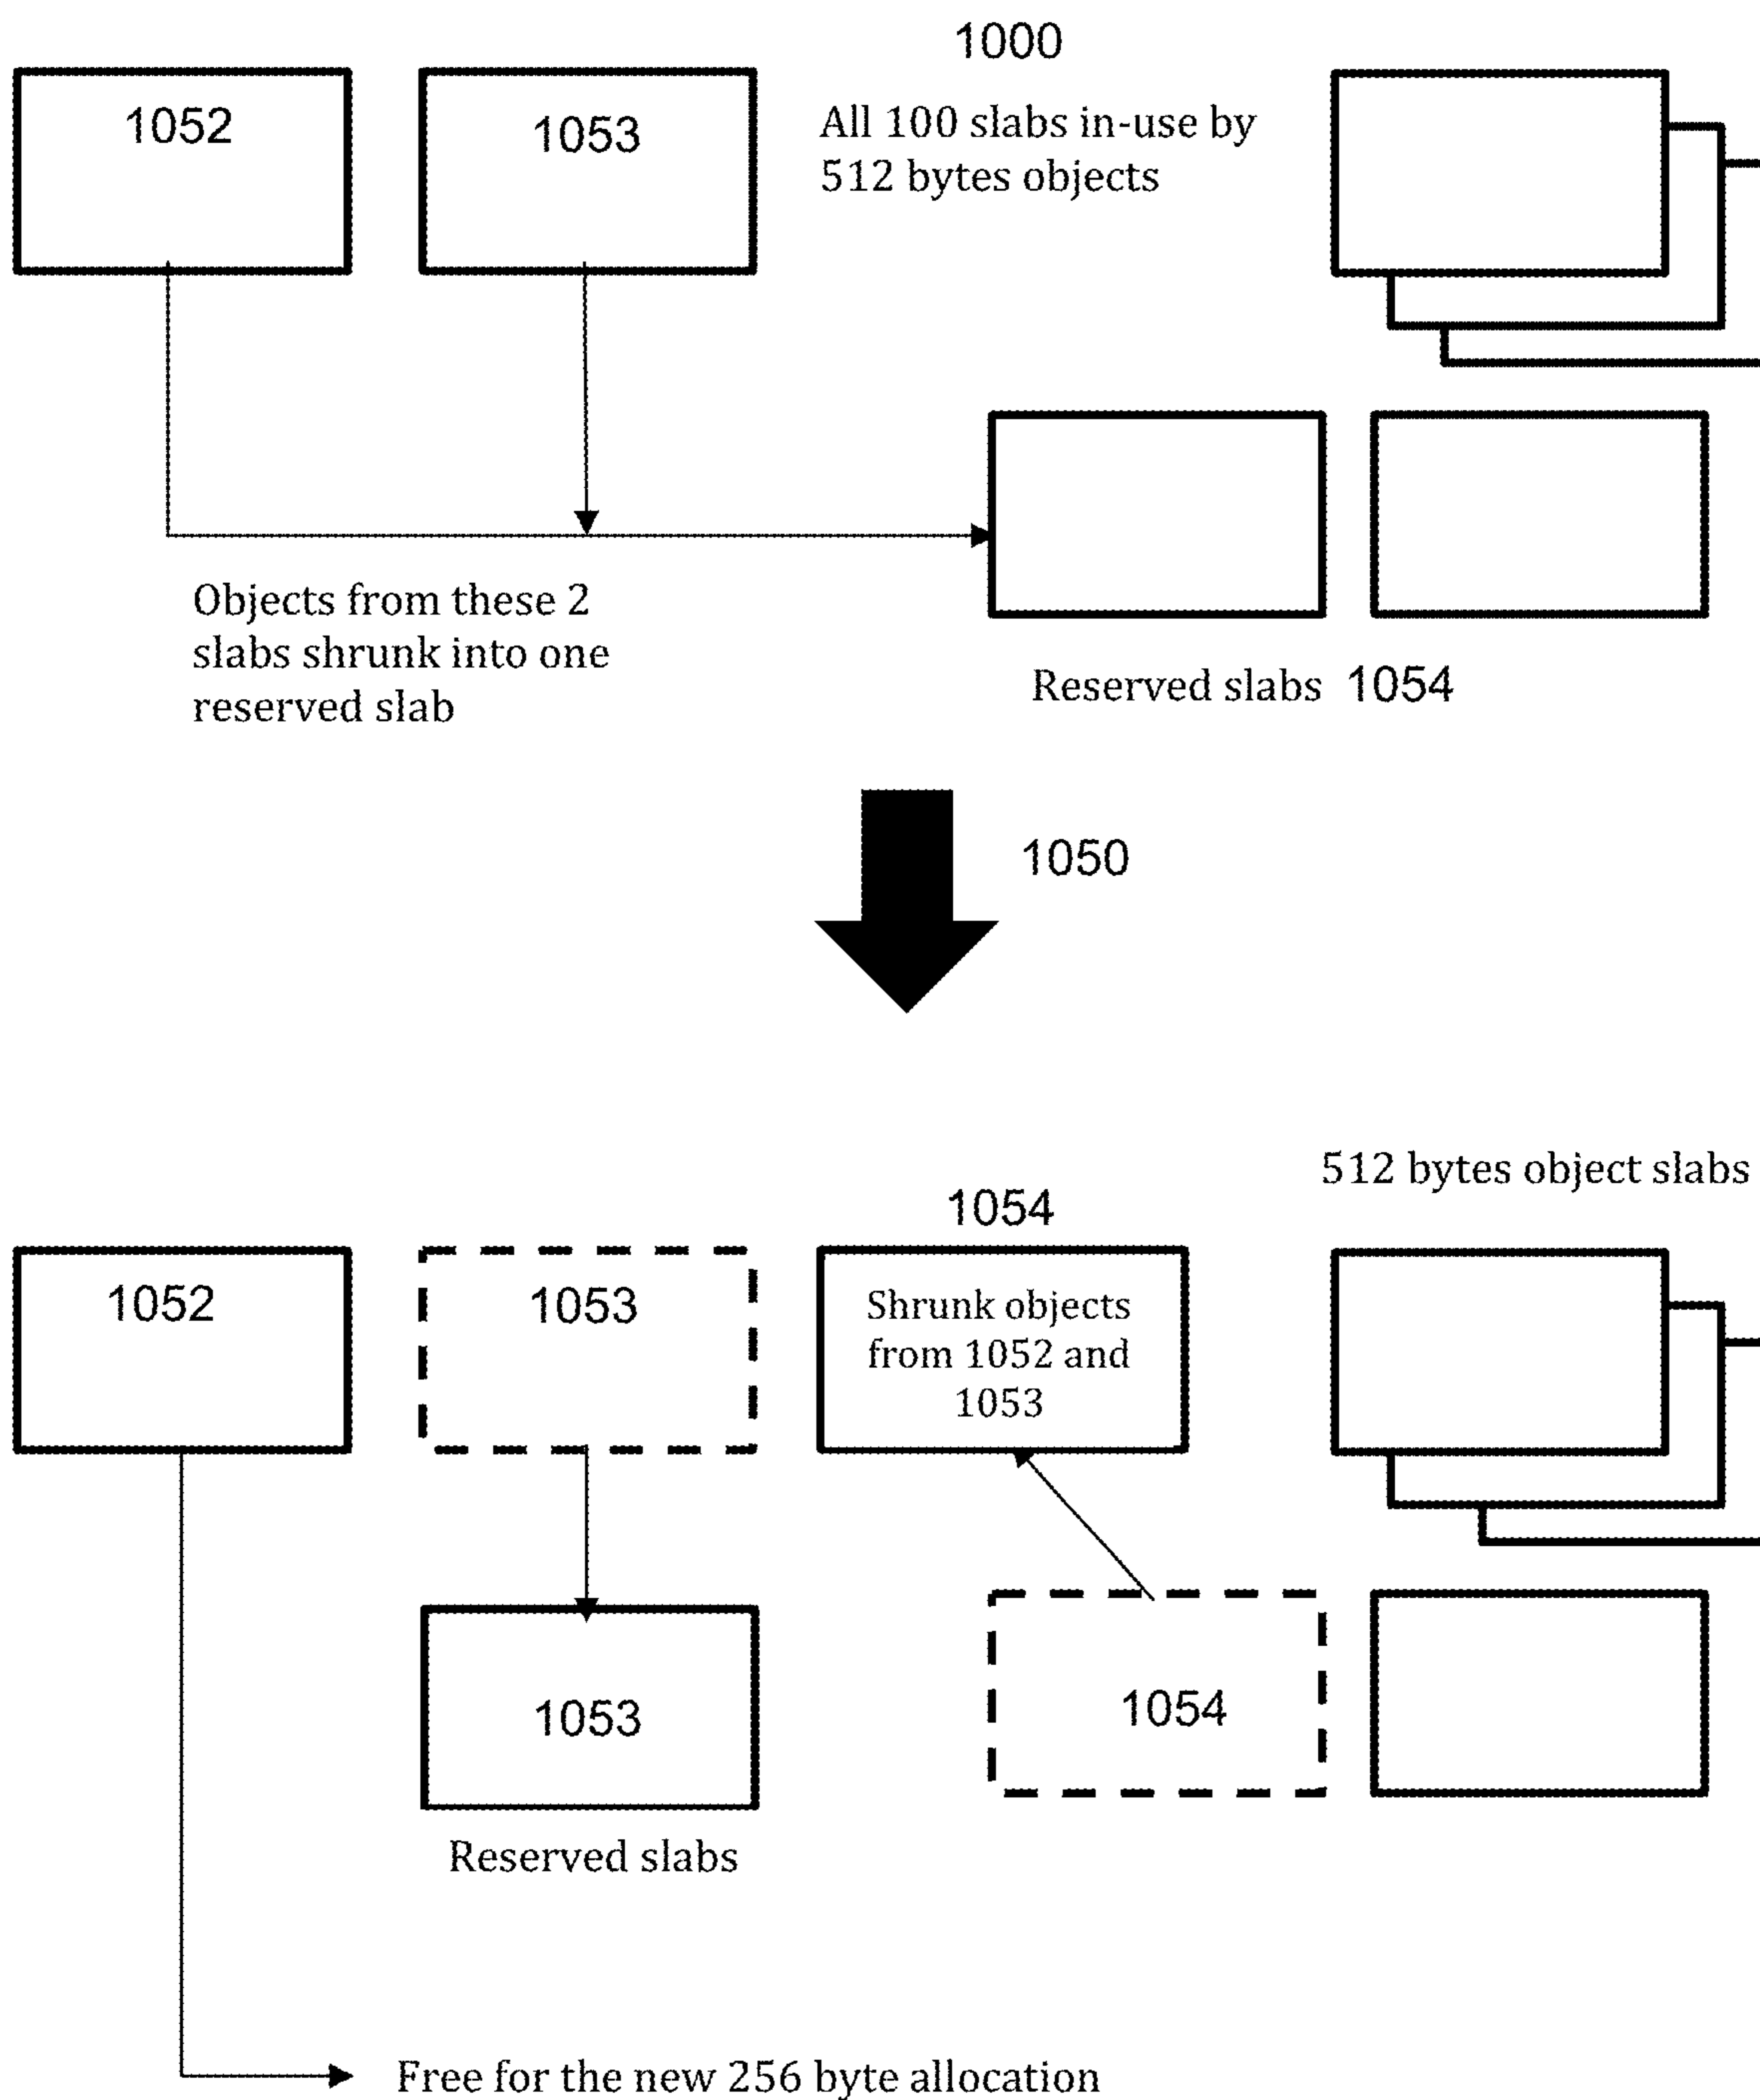 1000
1052
1053
All 100 slabs in-use by
512 bytes objects
Objects from these 2
slabs shrunk into one
reserved slab
Reserved slabs 1054
1050
512 bytes object slabs
1054
1052
1053
Shrunk objects
from 1052 and
1053
1053
1054
Reserved slabs
Free for the new 256 byte allocation